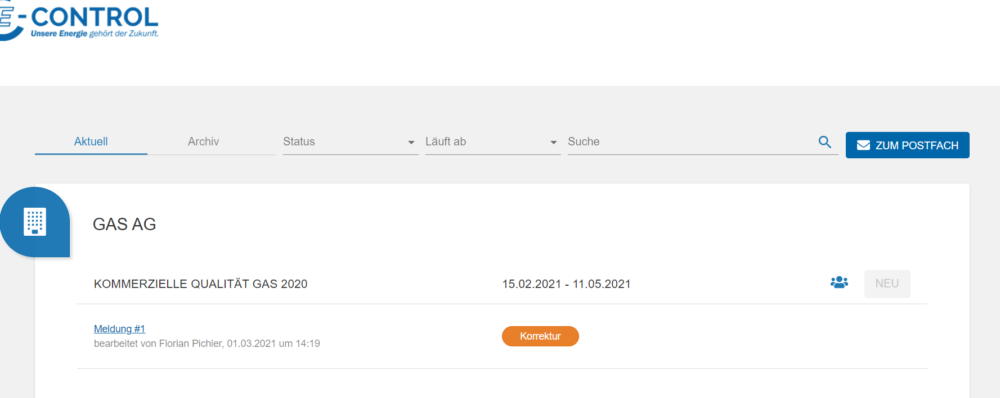 E-CONTROL
Unsere Energie gehört der Zukunft.
Aktuell
Archiv
Status
Läuft ab
Suche
ZUM POSTFACH
GAS AG
KOMMERZIELLE QUALITÄT GAS 2020
15.02.2021 - 11.05.2021
NEU
Meldung #1
Korrektur
bearbeitet von Florian Pichler, 01.03.2021 um 14:19